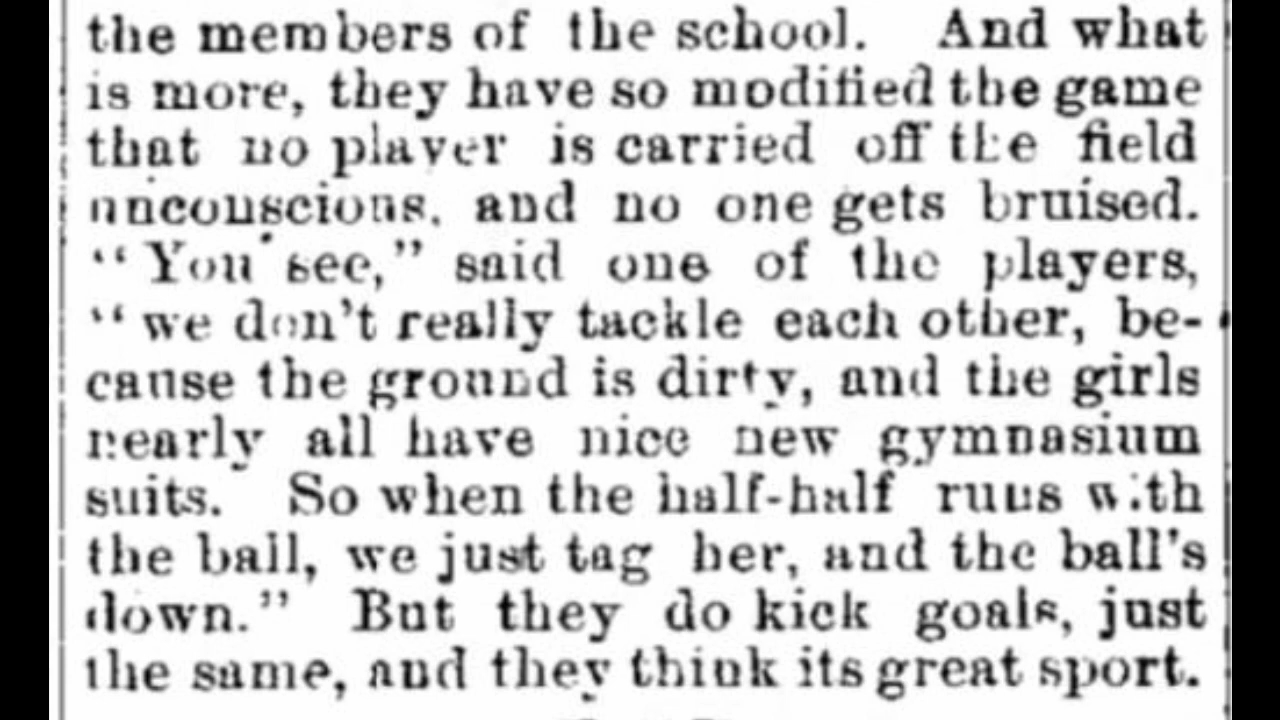 the members of the school. And what
is more, they have so modified the game
that no player is carried off the field
unconscious, and no one gets bruised.
"You see," said one of the players,
"we don't really tackle each other, be-
cause the ground is dirty, and the girls
nearly all have nice new gymnasium
suits. So when the half-half runs with
the ball, we just tag her, and the ball's
down." But they do kick goals, just
the same, and they think its great sport.